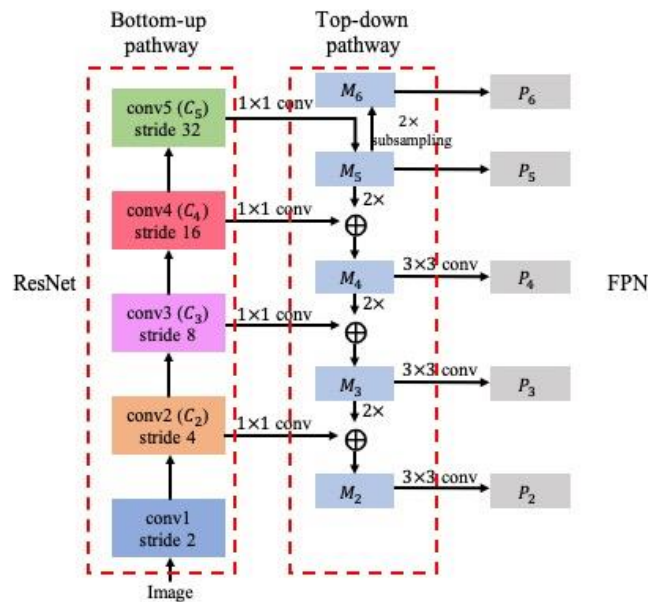 Bottom-up
pathway
Top-down
pathway
conv5 (C₅)
stride 32
1×1 conv
M₆
P₆
2×
subsampling
M₅
P₅
2×
conv4 (C₄)
stride 16
1×1 conv
ResNet
M₄
3×3 conv
P₄
FPN
2×
conv3 (C₃)
stride 8
1×1 conv
M₃
3×3 conv
P₃
2×
conv2 (C₂)
stride 4
1×1 conv
M₂
3×3 conv
P₂
conv1
stride 2
Image